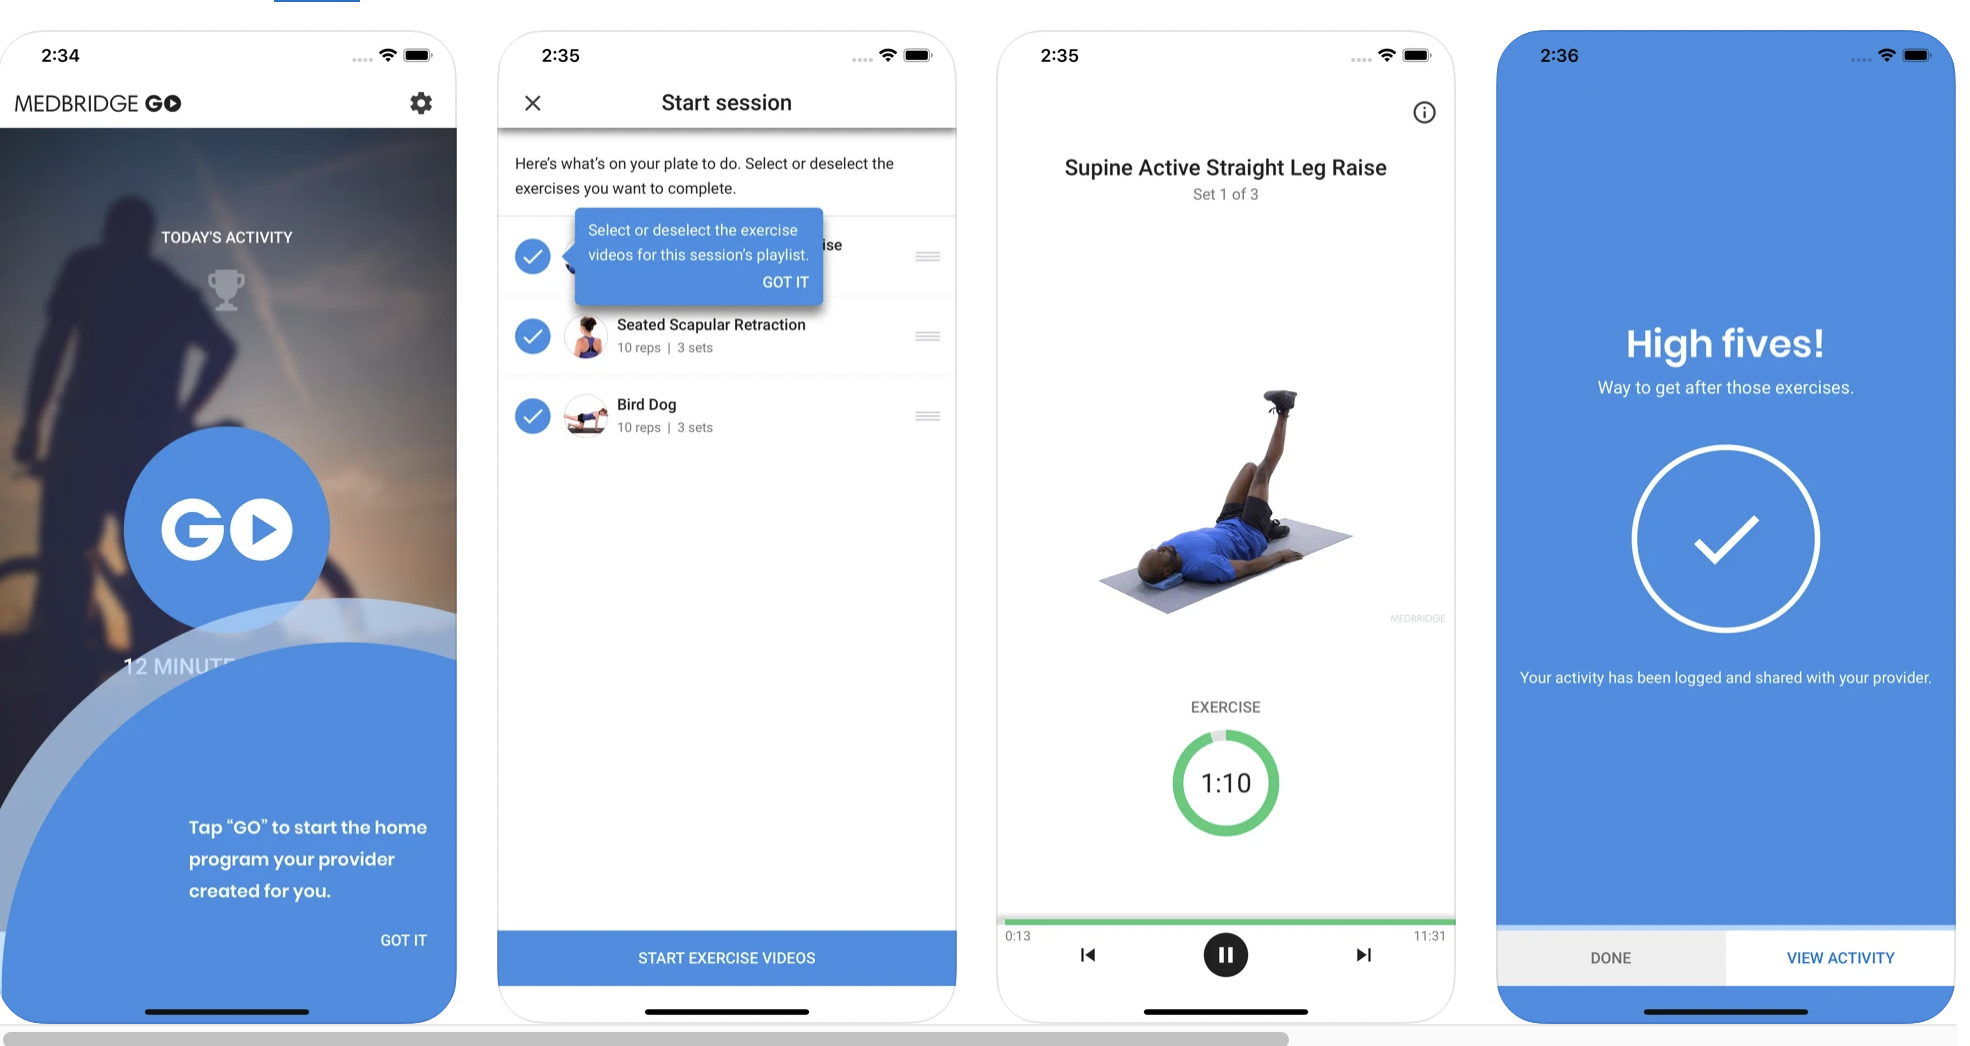 2:34
MEDBRIDGE GO
TODAY'S ACTIVITY
GO
12 MINUTE
Tap “GO” to start the home
program your provider
created for you.
GOT IT
2:35
Start session
Here’s what’s on your plate to do. Select or deselect the
exercises you want to complete.
Select or deselect the exercise
videos for this session’s playlist.
GOT IT
ise
Seated Scapular Retraction
10 reps | 3 sets
Bird Dog
10 reps | 3 sets
START EXERCISE VIDEOS
2:35
Supine Active Straight Leg Raise
Set 1 of 3
MEDBRIDGE
EXERCISE
1:10
0:13
11:31
2:36
High fives!
Way to get after those exercises.
Your activity has been logged and shared with your provider.
DONE
VIEW ACTIVITY